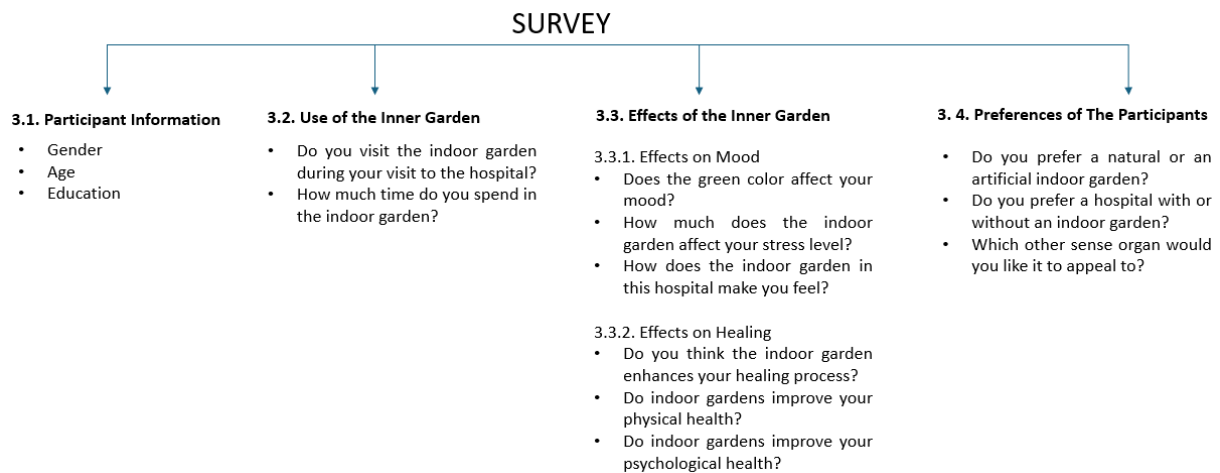 SURVEY
3.1. Participant Information
• Gender
• Age
• Education
3.2. Use of the Inner Garden
• Do you visit the indoor garden
during your visit to the hospital?
• How much time do you spend in
the indoor garden?
3.3. Effects of the Inner Garden
3.3.1. Effects on Mood
• Does the green color affect your
mood?
• How much does the indoor
garden affect your stress level?
• How does the indoor garden in
this hospital make you feel?
3.3.2. Effects on Healing
• Do you think the indoor garden
enhances your healing process?
• Do indoor gardens improve your
physical health?
• Do indoor gardens improve your
psychological health?
3. 4. Preferences of The Participants
• Do you prefer a natural or an
artificial indoor garden?
• Do you prefer a hospital with or
without an indoor garden?
• Which other sense organ would
you like it to appeal to?